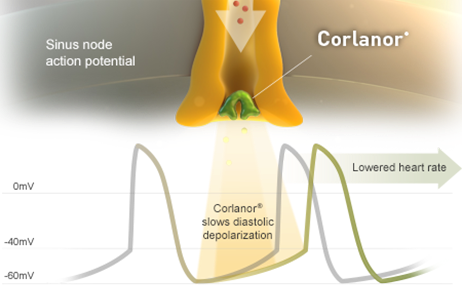 Sinus node
action potential
Corlanor®
0mV
-40mV
-60mV
Corlanor®
slows diastolic
depolarization
Lowered heart rate